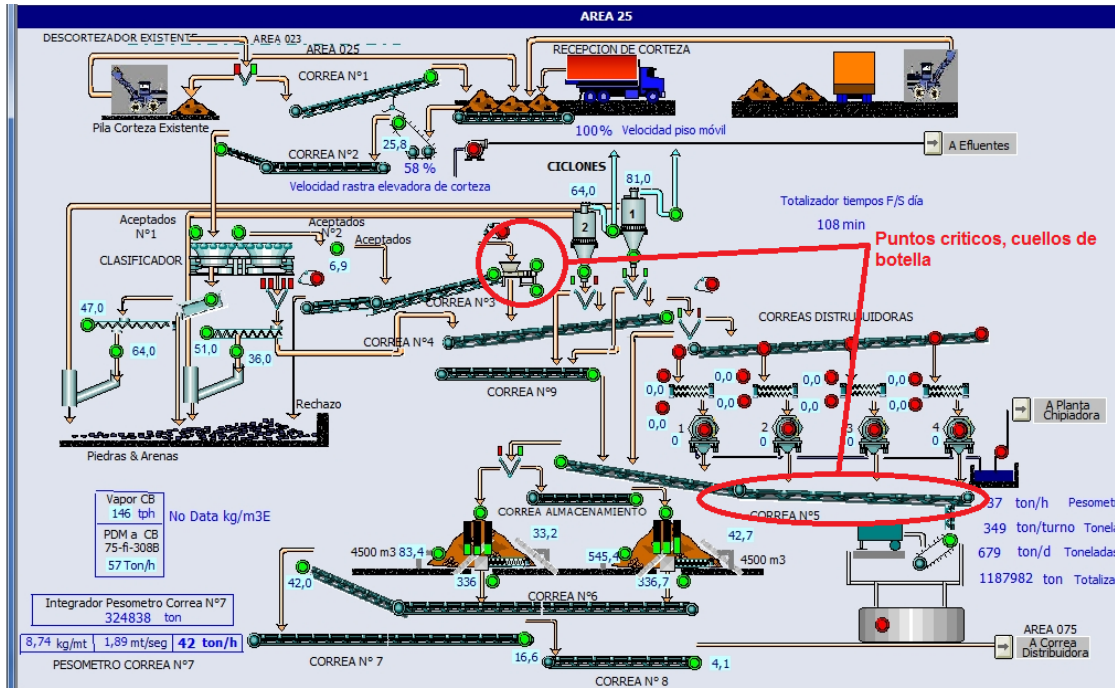 AREA 25
DESCORTEZADOR EXISTENTE
AREA 023
AREA 025
CORREA N°1
RECEPCION DE CORTEZA
Pila Corteza Existente
100% Velocidad piso móvil
A Efluentes
CORREA N°2
25,8
58 %
Velocidad rastra elevadora de corteza
CICLONES
64,0
81,0
2
1
Totalizador tiempos F/S día
108 min
Puntos criticos, cuellos de
botella
Aceptados
N°1
Aceptados
N°2
Aceptados
CLASIFICADOR
6,9
CORREA N°3
47,0
64,0
51,0
36,0
CORREA N°4
CORREAS DISTRUIDORAS
CORREA N°9
0,0
0,0
0,0
0,0
0,0
0,0
0,0
0,0
1
0
2
0
3
0
4
0
A Planta
Chipiadora
Rechazo
Piedras & Arenas
Vapor CB
146 tph
PDM a CB
75-fi-308B
57 Ton/h
No Data kg/m3E
CORREA ALMACENAMIENTO
CORREA N°5
37 ton/h
349 ton/turno
679 ton/d Toneladas
1187982 ton
33,2
42,7
4500 m3
83,4
545,4
4500 m3
336
336,7
42,0
CORREA N°6
Integrador Pesometro Correa N°7
324838 ton
8,74 kg/mt
1,89 mt/seg
42 ton/h
PESOMETRO CORREA N°7
CORREA N° 7
16,6
4,1
CORREA N° 8
AREA 075
A Correa
Distribuidora